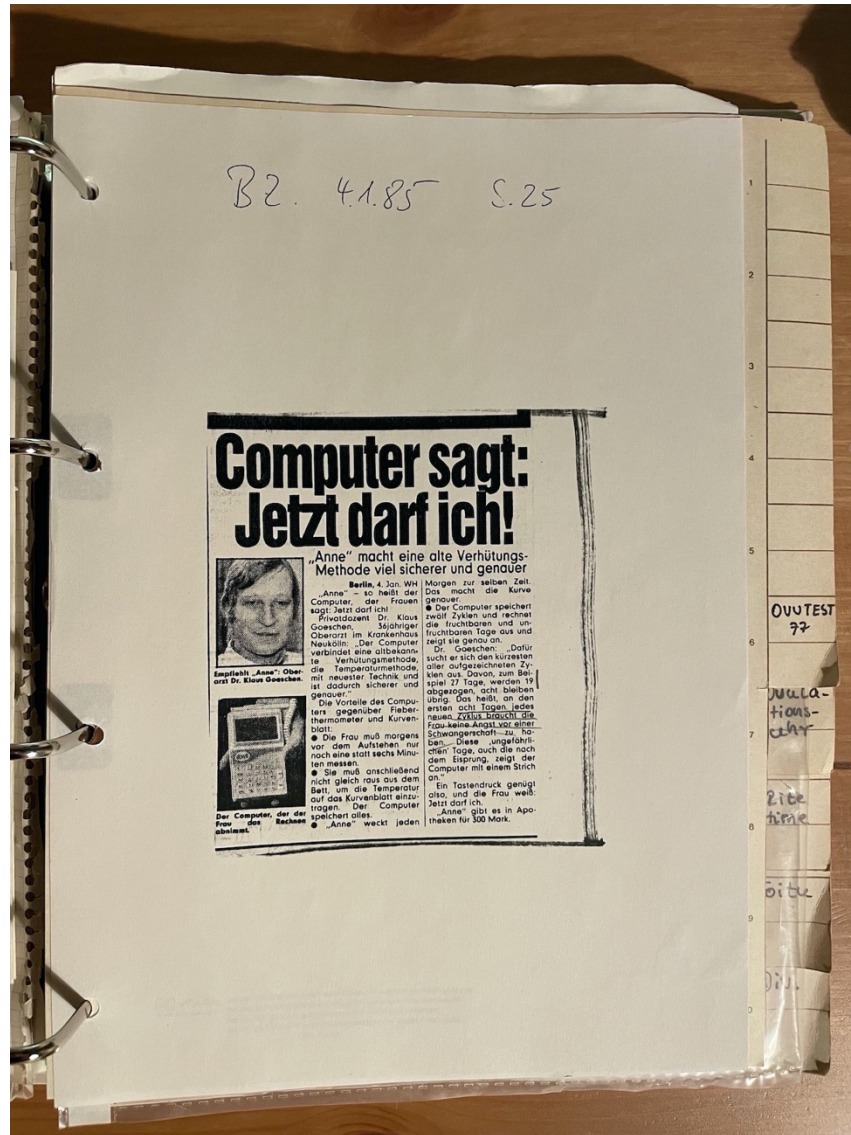 BZ. 4.1.85 S.25
Computer sagt:
Jetzt darf ich!
„Anne“ macht eine alte Verhütungs-
Methode viel sicherer und genauer
Empfiehlt „Anne“: Ober-
arzt Dr. Klaus Goeschen.
Der Computer, der der
Frau das Rechnen
abnimmt.
Berlin, 4. Jan. WH
„Anne“ – so heißt der
Computer, der Frauen
sagt: Jetzt darf ich!
Privatdozent Dr. Klaus
Goeschen, 36jähriger
Oberarzt im Krankenhaus
Neukölln: „Der Computer
verbindet eine altbekann-
te Verhütungsmethode,
die Temperaturmethode,
mit neuester Technik und
ist dadurch sicherer und
genauer.“
Die Vorteile des Compu-
ters gegenüber Fieber-
thermometer und Kurven-
blatt:
● Die Frau muß morgens
vor dem Aufstehen nur
noch eine statt sechs Minu-
ten messen.
● Sie muß anschließend
nicht gleich raus aus dem
Bett, um die Temperatur
auf das Kurvenblatt einzu-
tragen. Der Computer
speichert alles.
● „Anne“ weckt jeden
Morgen zur selben Zeit.
Das macht die Kurve
genauer.
● Der Computer speichert
zwölf Zyklen und rechnet
die fruchtbaren und un-
fruchtbaren Tage aus und
zeigt sie genau an.
Dr. Goeschen: „Dafür
sucht er sich den kürzesten
aller aufgezeichneten Zy-
klen aus. Davon, zum Bei-
spiel 27 Tage, werden 19
abgezogen, acht bleiben
übrig. Das heißt, an den
ersten acht Tagen jedes
neuen Zyklus braucht die
Frau keine Angst vor einer
Schwangerschaft zu ha-
ben. Diese ‚ungefährli-
chen‘ Tage, auch die nach
dem Eisprung, zeigt der
Computer mit einem Strich
an.“
Ein Tastendruck genügt
also, und die Frau weiß:
Jetzt darf ich.
„Anne“ gibt es in Apo-
theken für 300 Mark.
1
2
3
4
5
6
7
8
9
0
OVUTEST
77
tions-
Div.